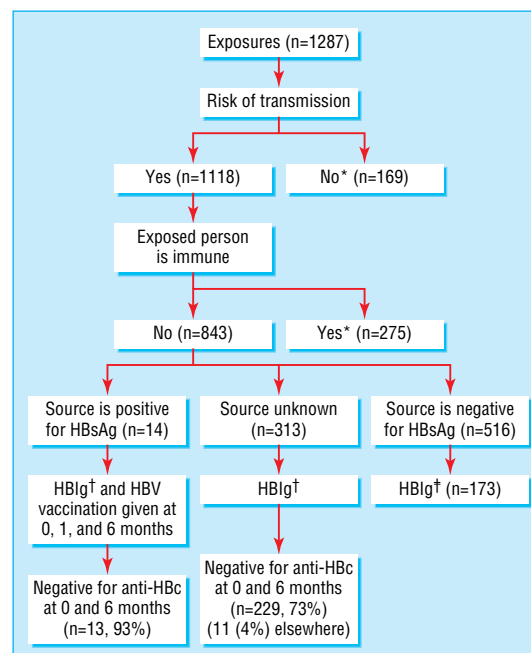 Exposures (n=1287)
Risk of transmission
Yes (n=1118)
No* (n=169)
Exposed person
is immune
No (n=843)
Yes* (n=275)
Source is positive
for HBsAg (n=14)
Source unknown
(n=313)
Source is negative
for HBsAg (n=516)
HBIg† and HBV
vaccination given at
0, 1, and 6 months
HBIg†
HBIg‡ (n=173)
Negative for anti-HBc
at 0 and 6 months
(n=13, 93%)
Negative for anti-HBc
at 0 and 6 months
(n=229, 73%)
(11 (4%) elsewhere)